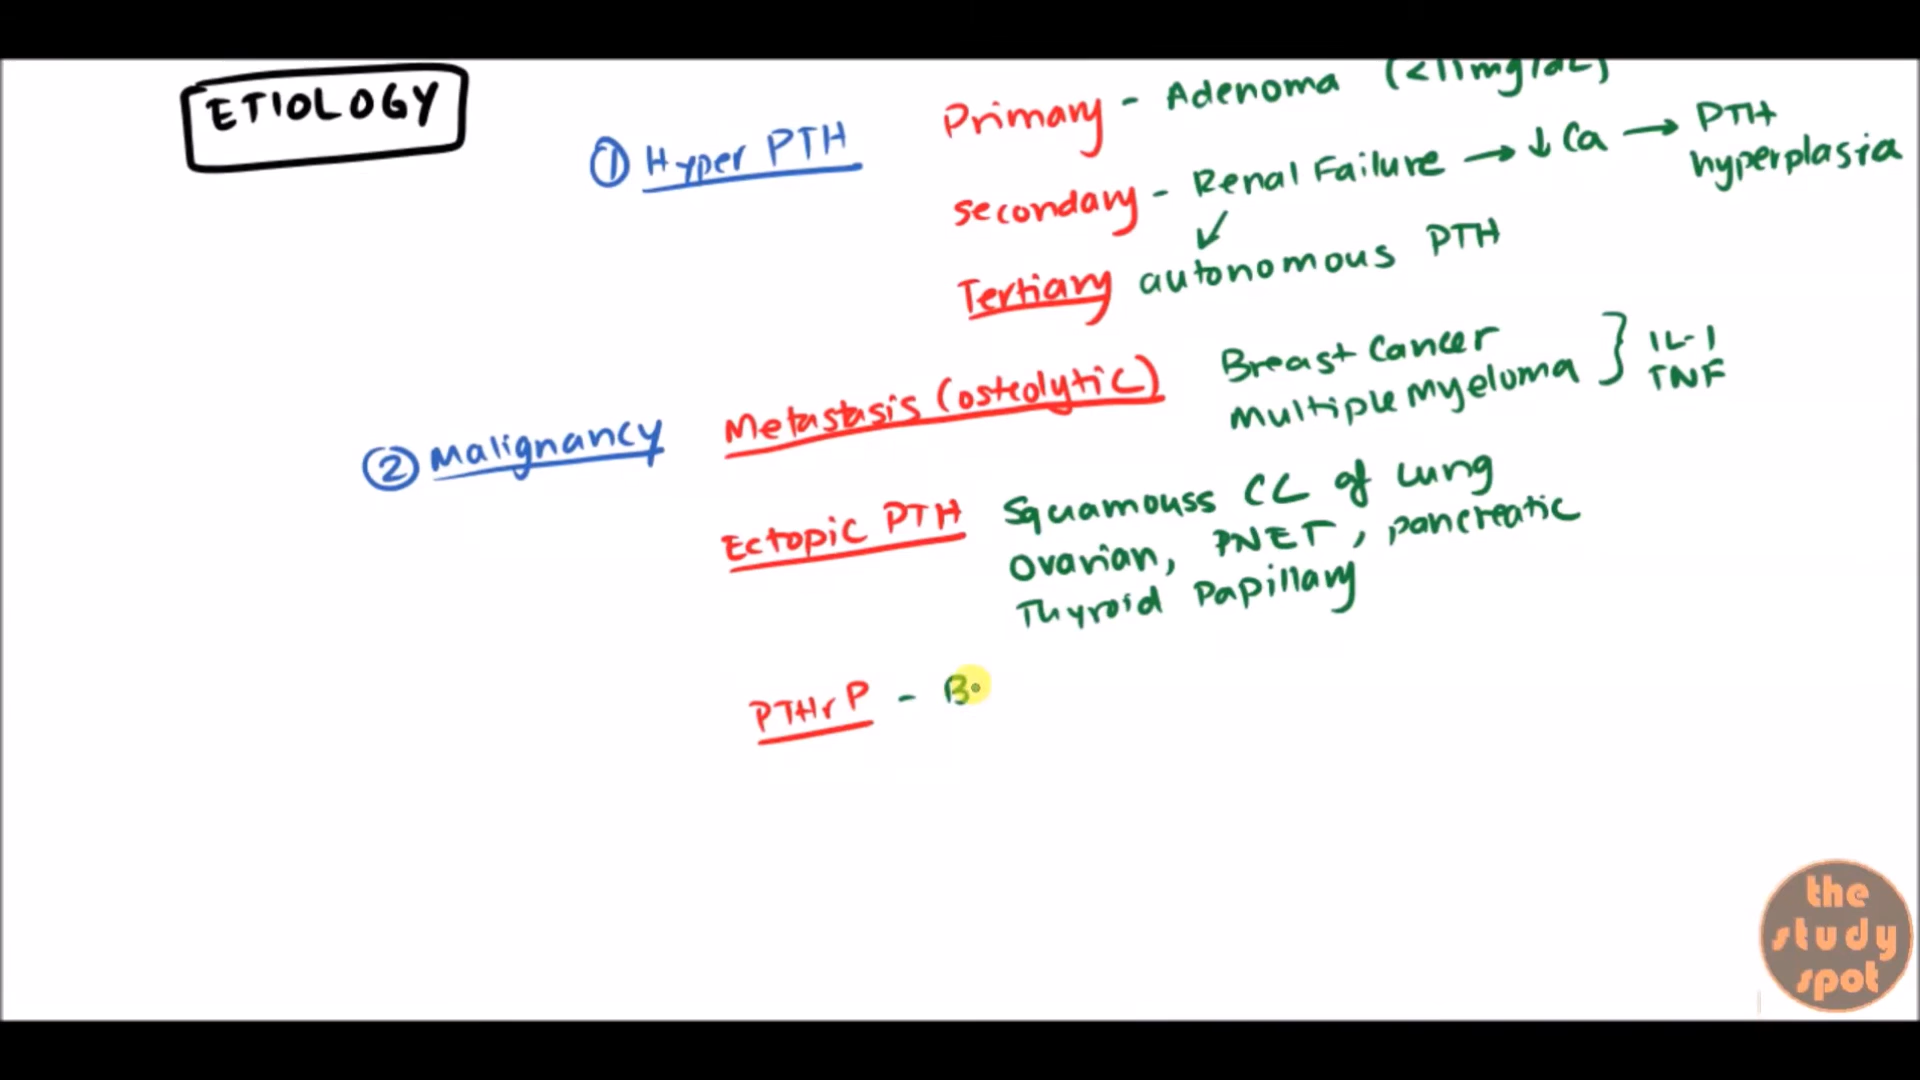 ETIOLOGY
① Hyper PTH
Primary - Adenoma (<11mg/dL)
Secondary - Renal Failure → ↓ Ca → PTH hyperplasia
↙
Tertiary autonomous PTH
② Malignancy
Metastasis (osteolytic)
Breast Cancer
Multiple Myeloma
} IL-1
TNF
Ectopic PTH
Squamouss CC of Lung
Ovarian, PNET, pancreatic
Thyroid Papillary
PTHrP - B
the
study
spot